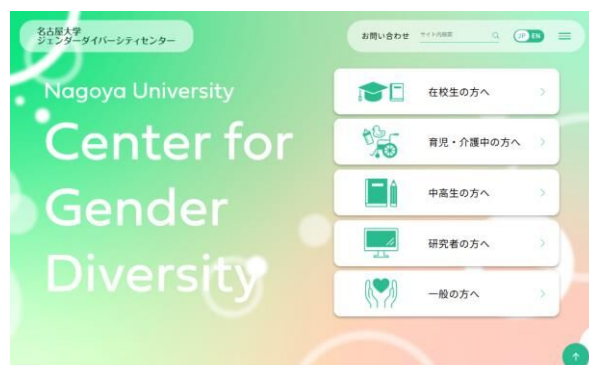 名古屋大学
ジェンダーダイバーシティセンター
お問い合わせ
サイト内検索
JP EN
Nagoya University
Center for
Gender
Diversity
在校生の方へ
育児・介護中の方へ
中高生の方へ
研究者の方へ
一般の方へ